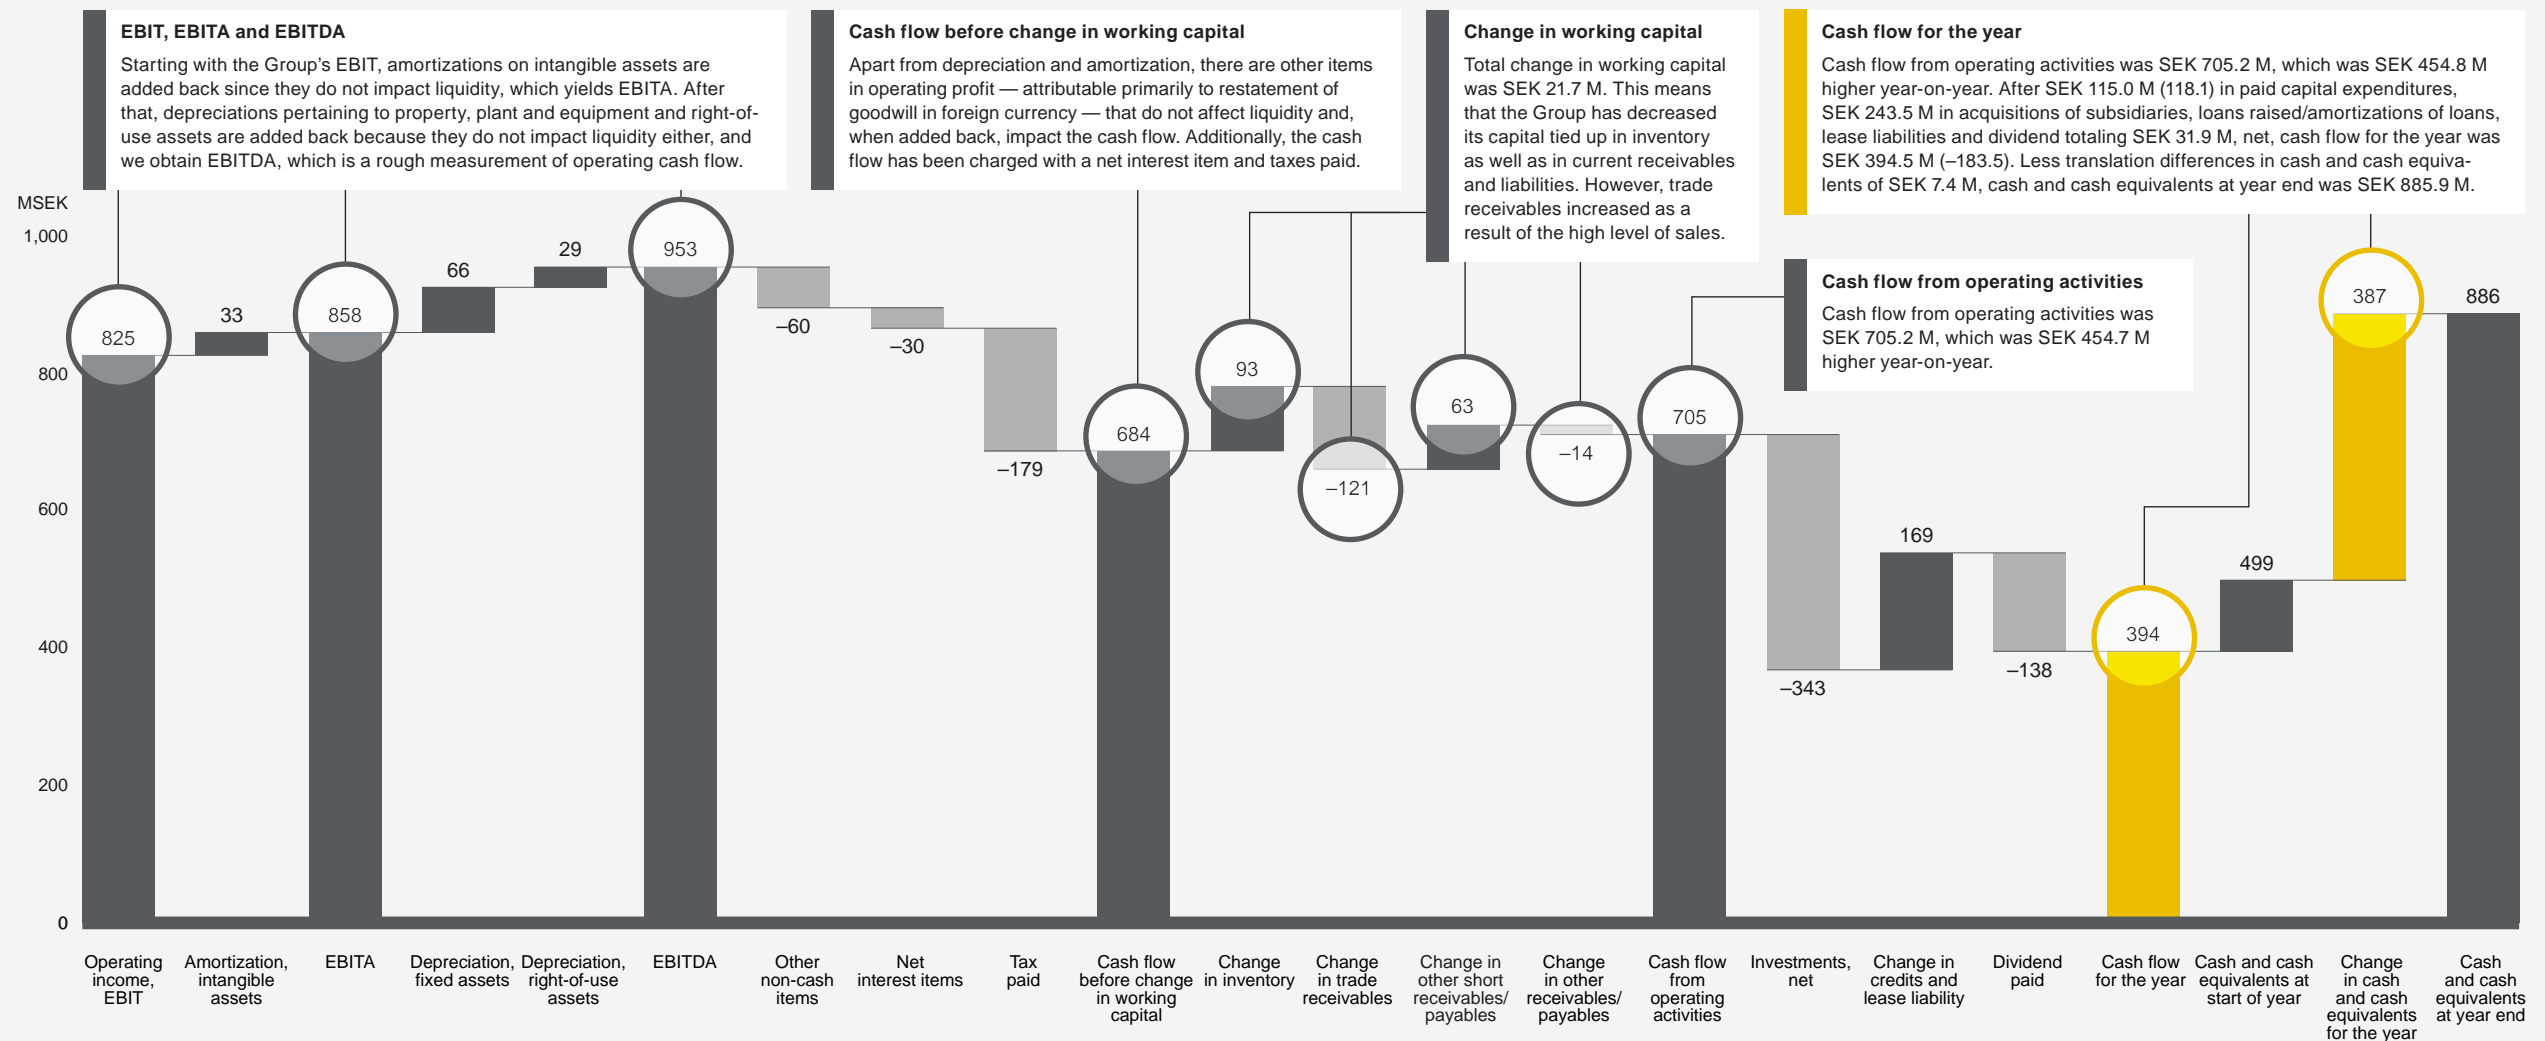 EBIT, EBITA and EBITDA
Starting with the Group’s EBIT, amortizations on intangible assets are
added back since they do not impact liquidity, which yields EBITA. After
that, depreciations pertaining to property, plant and equipment and right-of-
use assets are added back because they do not impact liquidity either, and
we obtain EBITDA, which is a rough measurement of operating cash flow.
Cash flow before change in working capital
Apart from depreciation and amortization, there are other items
in operating profit — attributable primarily to restatement of
goodwill in foreign currency — that do not affect liquidity and,
when added back, impact the cash flow. Additionally, the cash
flow has been charged with a net interest item and taxes paid.
Change in working capital
Total change in working capital
was SEK 21.7 M. This means
that the Group has decreased
its capital tied up in inventory
as well as in current receivables
and liabilities. However, trade
receivables increased as a
result of the high level of sales.
Cash flow for the year
Cash flow from operating activities was SEK 705.2 M, which was SEK 454.8 M
higher year-on-year. After SEK 115.0 M (118.1) in paid capital expenditures,
SEK 243.5 M in acquisitions of subsidiaries, loans raised/amortizations of loans,
lease liabilities and dividend totaling SEK 31.9 M, net, cash flow for the year was
SEK 394.5 M (–183.5). Less translation differences in cash and cash equiva-
lents of SEK 7.4 M, cash and cash equivalents at year end was SEK 885.9 M.
Cash flow from operating activities
Cash flow from operating activities was
SEK 705.2 M, which was SEK 454.7 M
higher year-on-year.
MSEK
1,000
800
600
400
200
0
825
33
858
66
29
953
–60
–30
–179
684
93
–121
63
–14
705
–343
169
–138
394
499
387
886
Operating
income,
EBIT
Amortization,
intangible
assets
EBITA
Depreciation,
fixed assets
Depreciation,
right-of-use
assets
EBITDA
Other
non-cash
items
Net
interest items
Tax
paid
Cash flow
before change
in working
capital
Change
in inventory
Change
in trade
receivables
Change in
other short
receivables/
payables
Change
in other
receivables/
payables
Cash flow
from
operating
activities
Investments,
net
Change in
credits and
lease liability
Dividend
paid
Cash flow
for the year
Cash and cash
equivalents at
start of year
Change
in cash
and cash
equivalents
for the year
Cash
and cash
equivalents
at year end